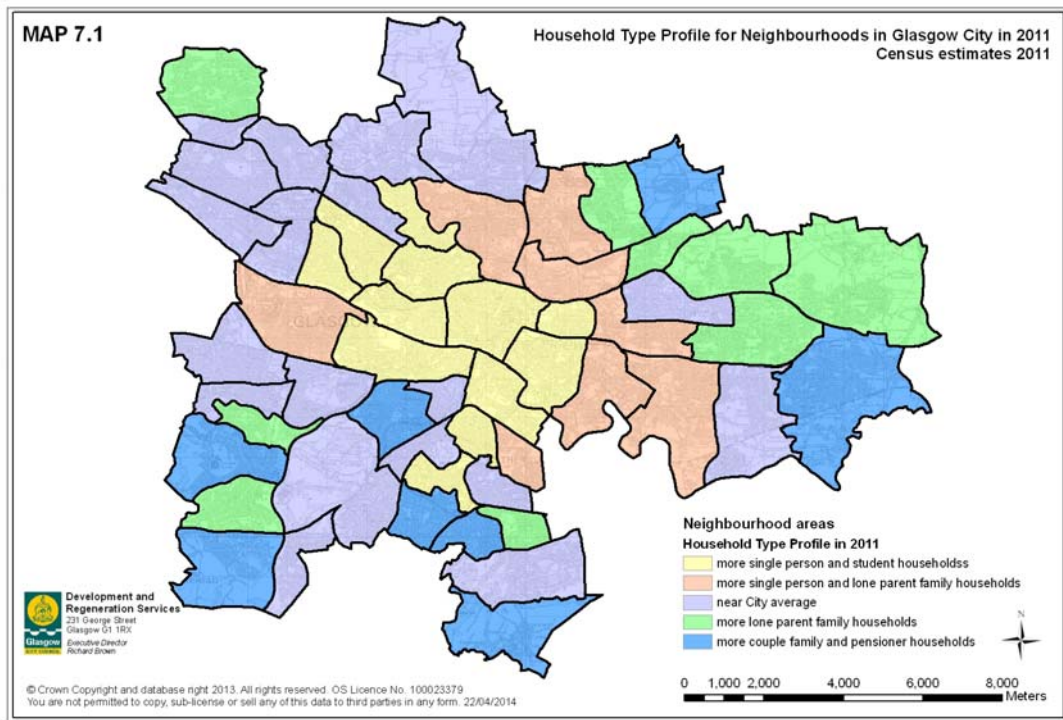 MAP 7.1
Household Type Profile for Neighbourhoods in Glasgow City in 2011
Census estimates 2011
GLASGOW
Neighbourhood areas
Household Type Profile in 2011
more single person and student householdss
more single person and lone parent family households
near City average
more lone parent family households
more couple family and pensioner households
N
0 1,000 2,000 4,000 6,000 8,000
Meters
Glasgow
CITY COUNCIL
Development and
Regeneration Services
231 George Street
Glasgow G1 1RX
Executive Director
Richard Brown
© Crown Copyright and database right 2013. All rights reserved. OS Licence No. 100023379
You are not permitted to copy, sub-license or sell any of this data to third parties in any form. 22/04/2014